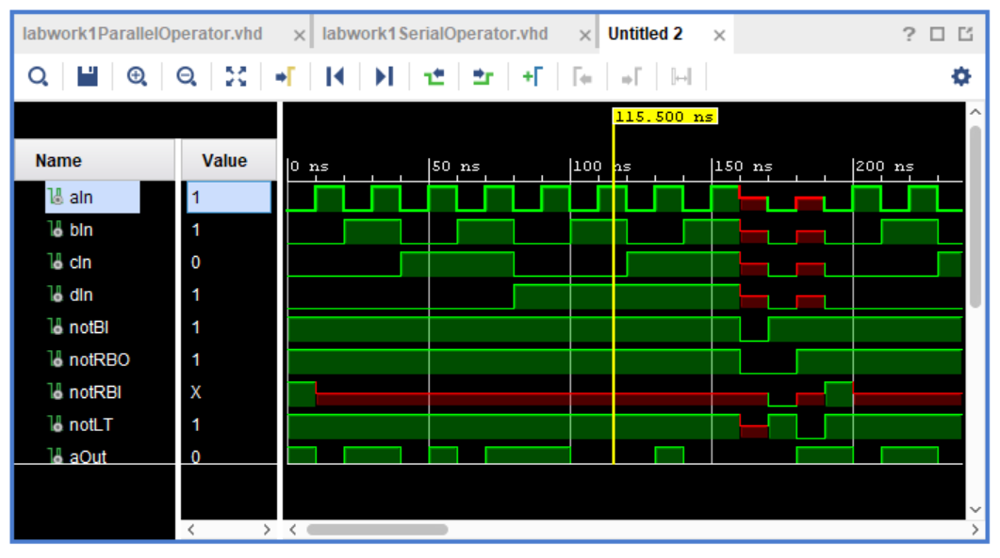 labwork1ParallelOperator.vhd × labwork1SerialOperator.vhd × Untitled 2 × ?
115.500 ns
Name Value 0 ns 50 ns 100 ns 150 ns 200 ns
aIn 1
bIn 1
cIn 0
dIn 1
notBI 1
notRBO 1
notRBI X
notLT 1
aOut 0